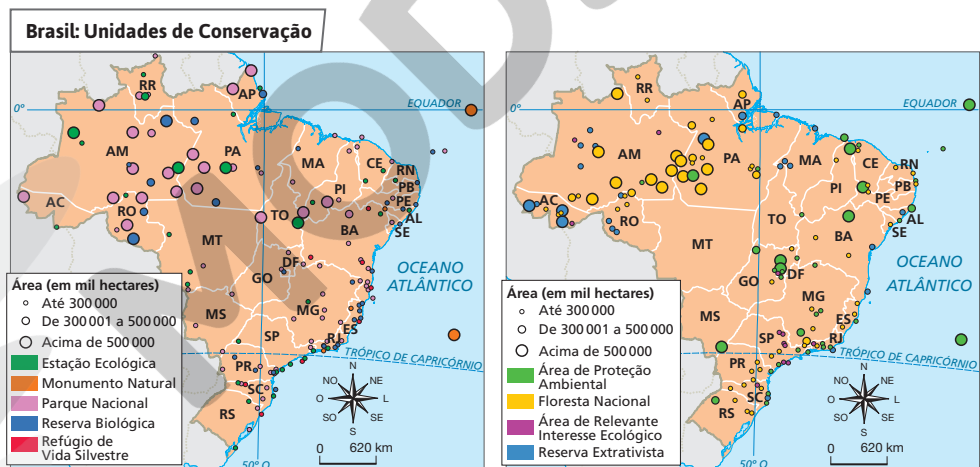 Brasil: Unidades de Conservação
RR
AP
EQUADOR
0°
AM
PA
MA
CE
RN
PB
PE
PI
AL
SE
AC
RO
TO
BA
MT
DF
GO
OCEANO
ATLÂNTICO
MG
ES
MS
SP
RJ
TRÓPICO DE CAPRICÓRNIO
PR
SC
RS
Área (em mil hectares)
Até 300 000
De 300 001 a 500 000
Acima de 500 000
Estação Ecológica
Monumento Natural
Parque Nacional
Reserva Biológica
Refúgio de
Vida Silvestre
N
NO
NE
O
L
SO
SE
S
0
620 km
50° O
RR
AP
EQUADOR
0°
AM
PA
MA
CE
RN
PB
PE
PI
AL
SE
AC
RO
TO
BA
MT
DF
GO
OCEANO
ATLÂNTICO
MG
ES
MS
SP
RJ
TRÓPICO DE CAPRICÓRNIO
PR
SC
RS
Área (em mil hectares)
Até 300 000
De 300 001 a 500 000
Acima de 500 000
Área de Proteção
Ambiental
Floresta Nacional
Área de Relevante
Interesse Ecológico
Reserva Extrativista
N
NO
NE
O
L
SO
SE
S
0
620 km
50° O